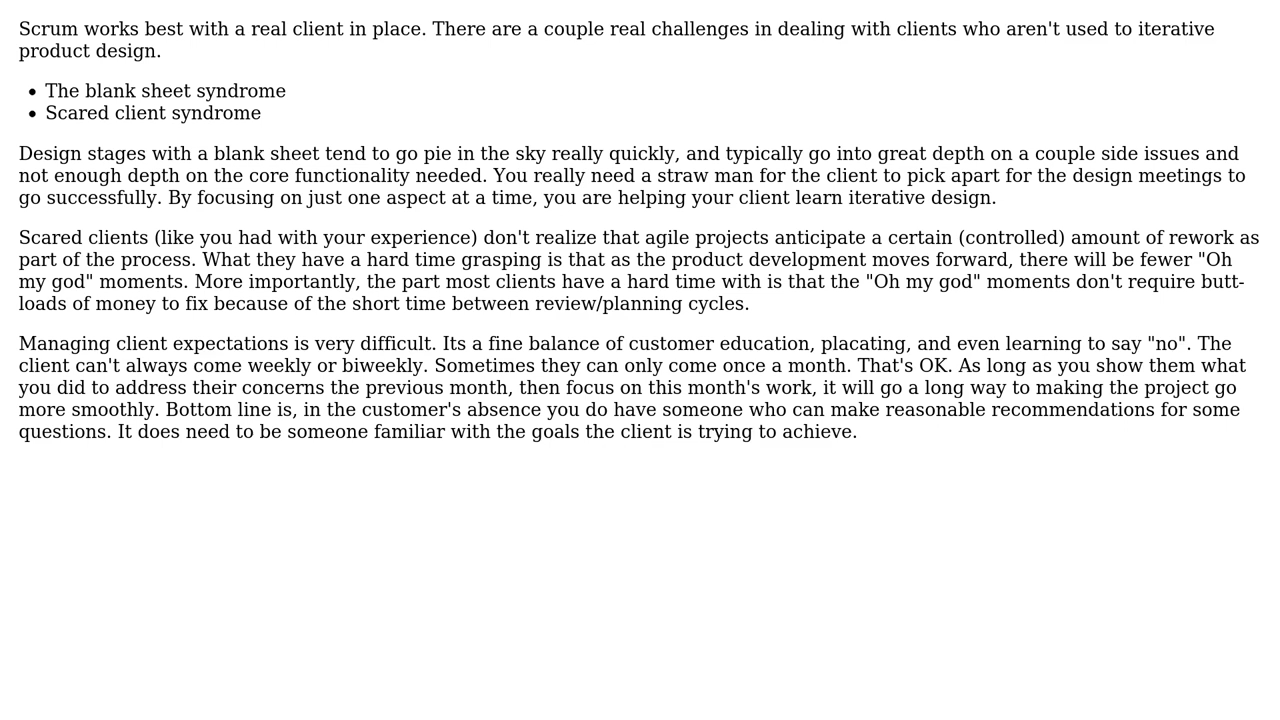 Scrum works best with a real client in place. There are a couple real challenges in dealing with clients who aren't used to iterative
product design.
• The blank sheet syndrome
• Scared client syndrome
Design stages with a blank sheet tend to go pie in the sky really quickly, and typically go into great depth on a couple side issues and
not enough depth on the core functionality needed. You really need a straw man for the client to pick apart for the design meetings to
go successfully. By focusing on just one aspect at a time, you are helping your client learn iterative design.
Scared clients (like you had with your experience) don't realize that agile projects anticipate a certain (controlled) amount of rework as
part of the process. What they have a hard time grasping is that as the product development moves forward, there will be fewer "Oh
my god" moments. More importantly, the part most clients have a hard time with is that the "Oh my god" moments don't require butt-
loads of money to fix because of the short time between review/planning cycles.
Managing client expectations is very difficult. Its a fine balance of customer education, placating, and even learning to say "no". The
client can't always come weekly or biweekly. Sometimes they can only come once a month. That's OK. As long as you show them what
you did to address their concerns the previous month, then focus on this month's work, it will go a long way to making the project go
more smoothly. Bottom line is, in the customer's absence you do have someone who can make reasonable recommendations for some
questions. It does need to be someone familiar with the goals the client is trying to achieve.